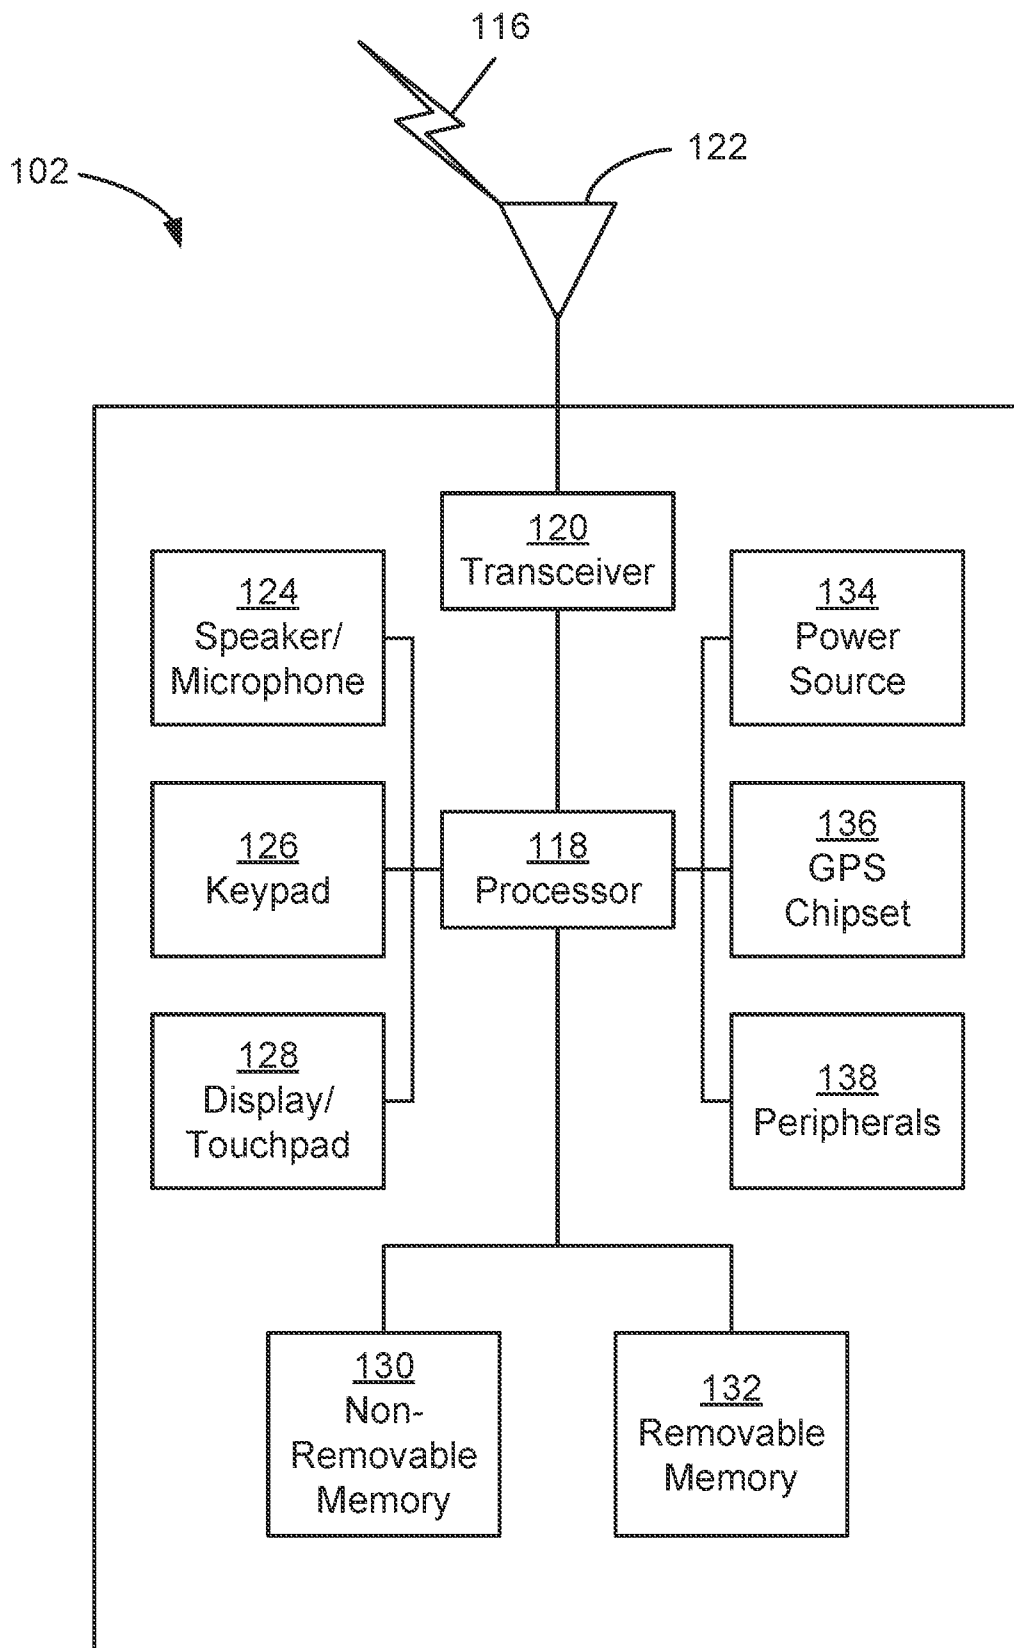 116
122
102
120
Transceiver
124
Speaker/
Microphone
134
Power
Source
126
Keypad
118
Processor
136
GPS
Chipset
128
Display/
Touchpad
138
Peripherals
130
Non-
Removable
Memory
132
Removable
Memory